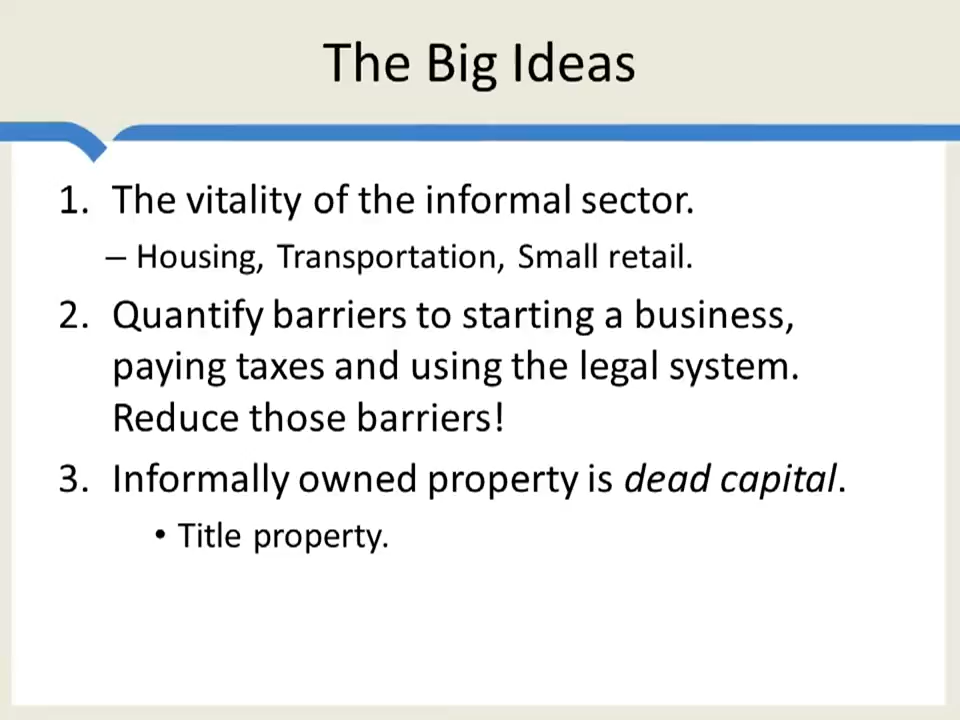 The Big Ideas
1. The vitality of the informal sector.
– Housing, Transportation, Small retail.
2. Quantify barriers to starting a business,
paying taxes and using the legal system.
Reduce those barriers!
3. Informally owned property is dead capital.
• Title property.